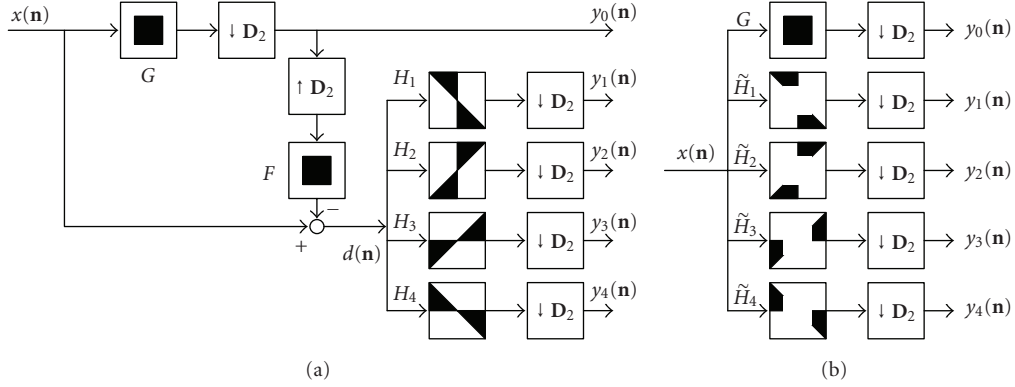 x(n)
G
↓ D₂
y₀(n)
↑ D₂
F
−
+
d(n)
H₁
↓ D₂
y₁(n)
H₂
↓ D₂
y₂(n)
H₃
↓ D₂
y₃(n)
H₄
↓ D₂
y₄(n)
(a)
x(n)
G
↓ D₂
y₀(n)
H̃₁
↓ D₂
y₁(n)
H̃₂
↓ D₂
y₂(n)
H̃₃
↓ D₂
y₃(n)
H̃₄
↓ D₂
y₄(n)
(b)